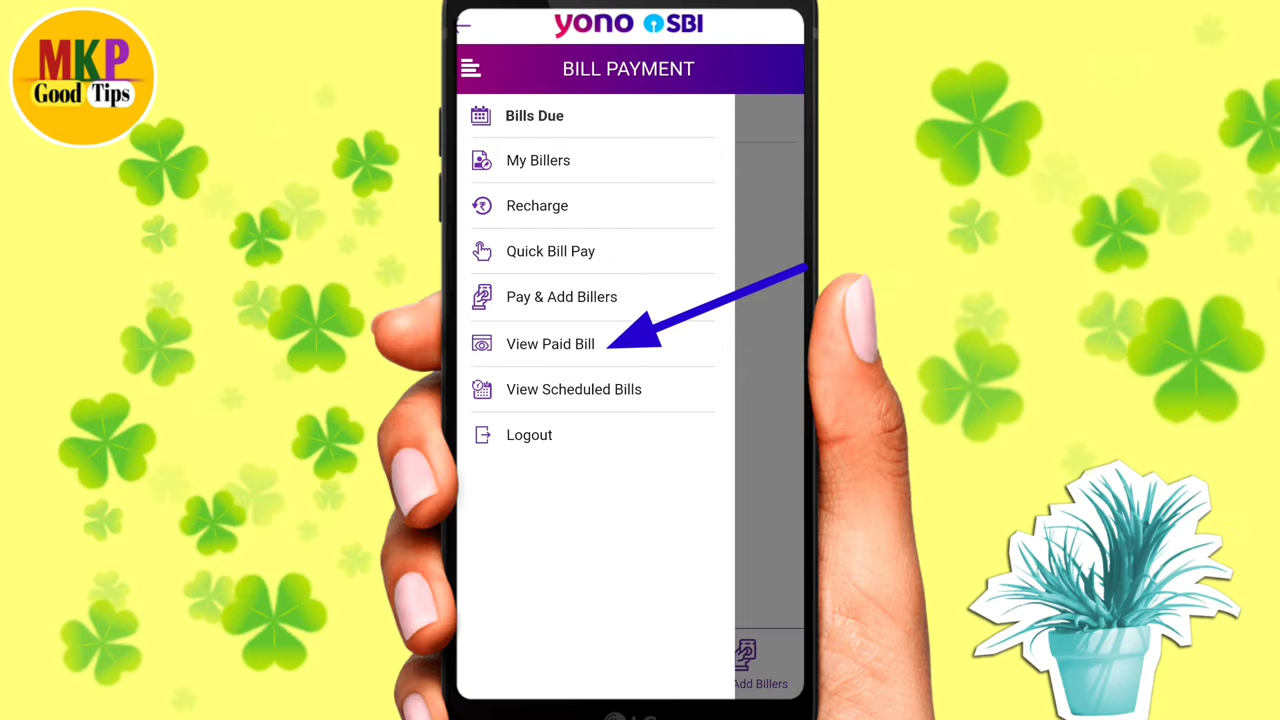 MKP
Good Tips
yono SBI
BILL PAYMENT
Bills Due
My Billers
Recharge
Quick Bill Pay
Pay & Add Billers
View Paid Bill
View Scheduled Bills
Logout
Add Billers